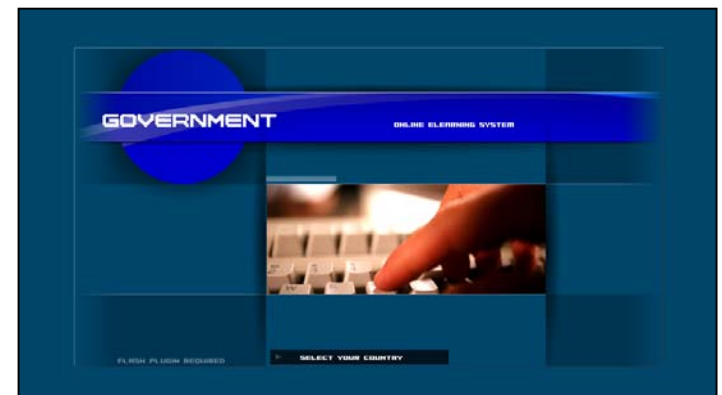 GOVERNMENT
ONLINE ELEARNING SYSTEM
FLASH PLUGIN REQUIRED
SELECT YOUR COUNTRY